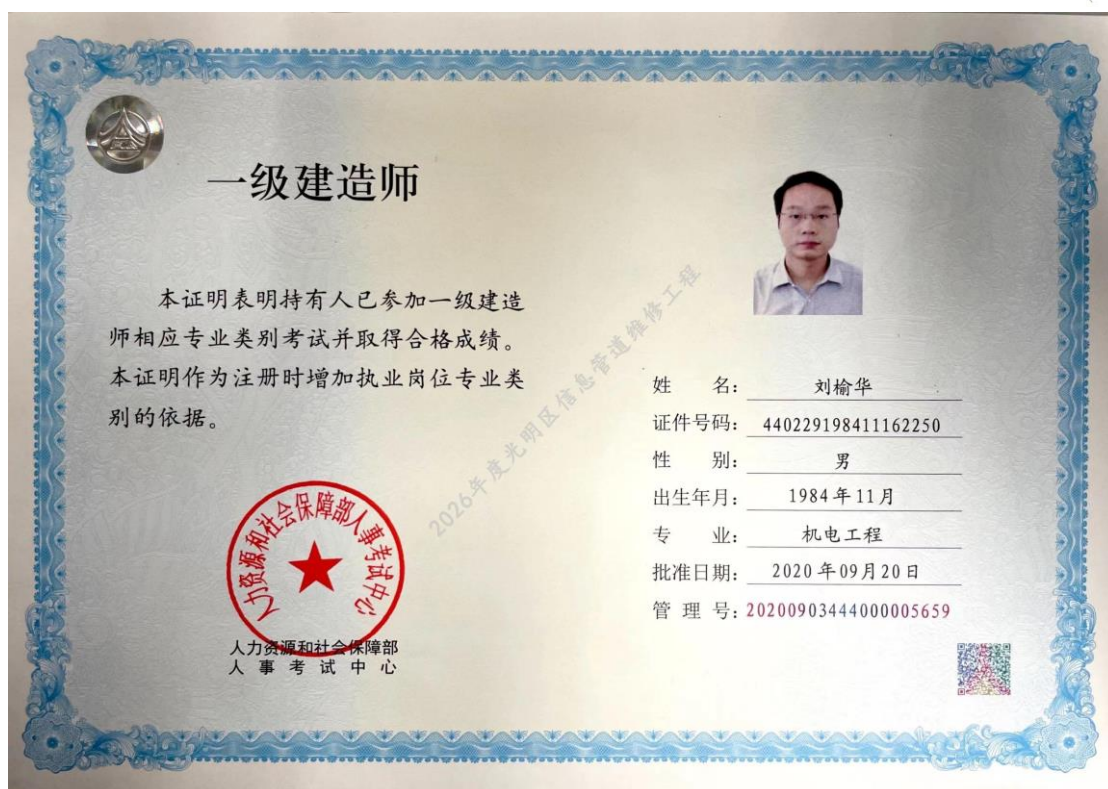 一级建造师
本证明表明持有人已参加一级建造
师相应专业类别考试并取得合格成绩。
本证明作为注册时增加执业岗位专业类
别的依据。
人力资源和社会保障部人事考试中心
人力资源和社会保障部
人事考试中心
2026年度光明区信息管道维修工程
姓 名: 刘榆华
证件号码: 440229198411162250
性 别: 男
出生年月: 1984年11月
专 业: 机电工程
批准日期: 2020年09月20日
管 理 号: 20200903444000005659